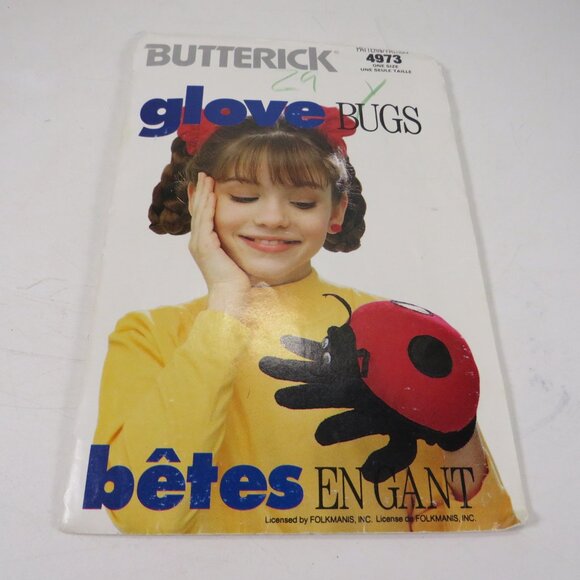 BUTTERICK
4973
ONE SIZE
UNE SEULE TAILLE
29
glove BUGS
bêtes EN GANT
Licensed by FOLKMANIS, INC. License de FOLKMANIS, INC.